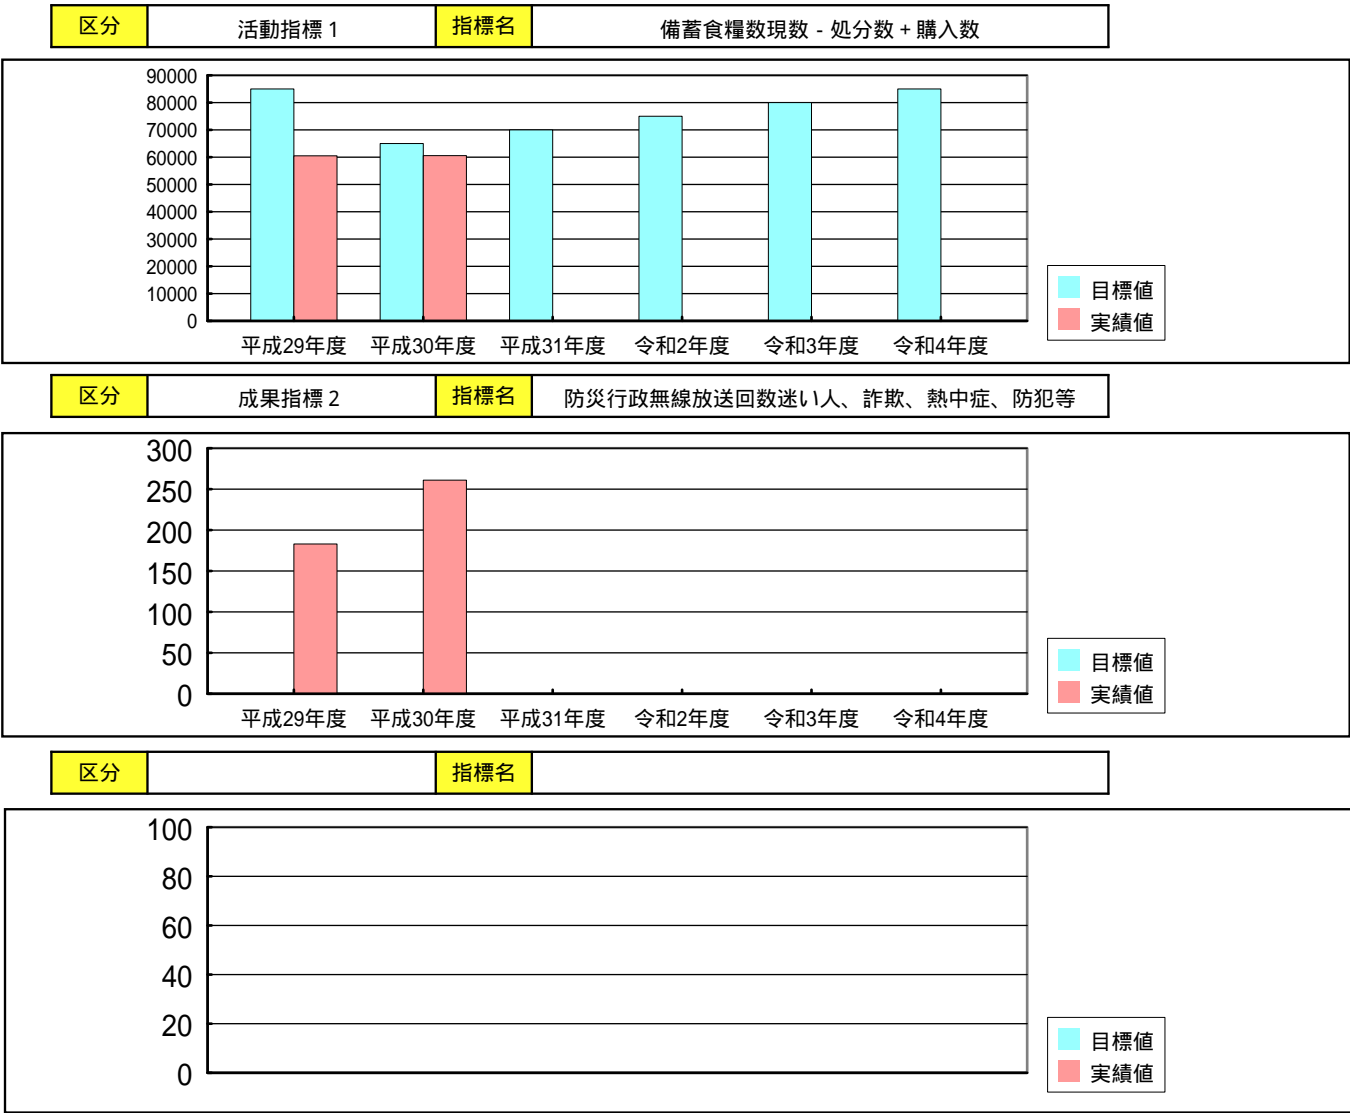 区分 活動指標１ 指標名 備蓄食糧数現数－処分数＋購入数
90000
80000
70000
60000
50000
40000
30000
20000
10000
0
平成29年度 平成30年度 平成31年度 令和2年度 令和3年度 令和4年度
目標値
実績値
区分 成果指標２ 指標名 防災行政無線放送回数迷い人、詐欺、熱中症、防犯等
300
250
200
150
100
50
0
平成29年度 平成30年度 平成31年度 令和2年度 令和3年度 令和4年度
目標値
実績値
区分 指標名
100
80
60
40
20
0
目標値
実績値